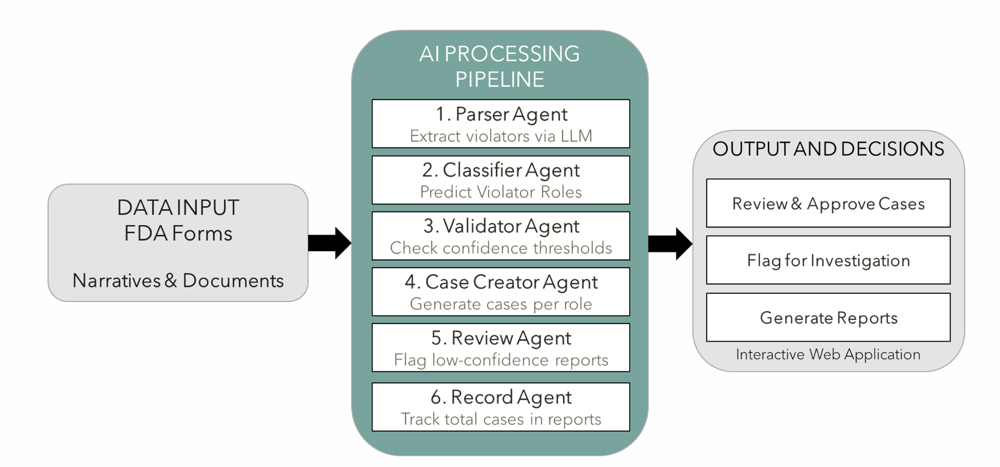 DATA INPUT
FDA Forms
Narratives & Documents
AI PROCESSING
PIPELINE
1. Parser Agent
Extract violators via LLM
2. Classifier Agent
Predict Violator Roles
3. Validator Agent
Check confidence thresholds
4. Case Creator Agent
Generate cases per role
5. Review Agent
Flag low-confidence reports
6. Record Agent
Track total cases in reports
OUTPUT AND DECISIONS
Review & Approve Cases
Flag for Investigation
Generate Reports
Interactive Web Application